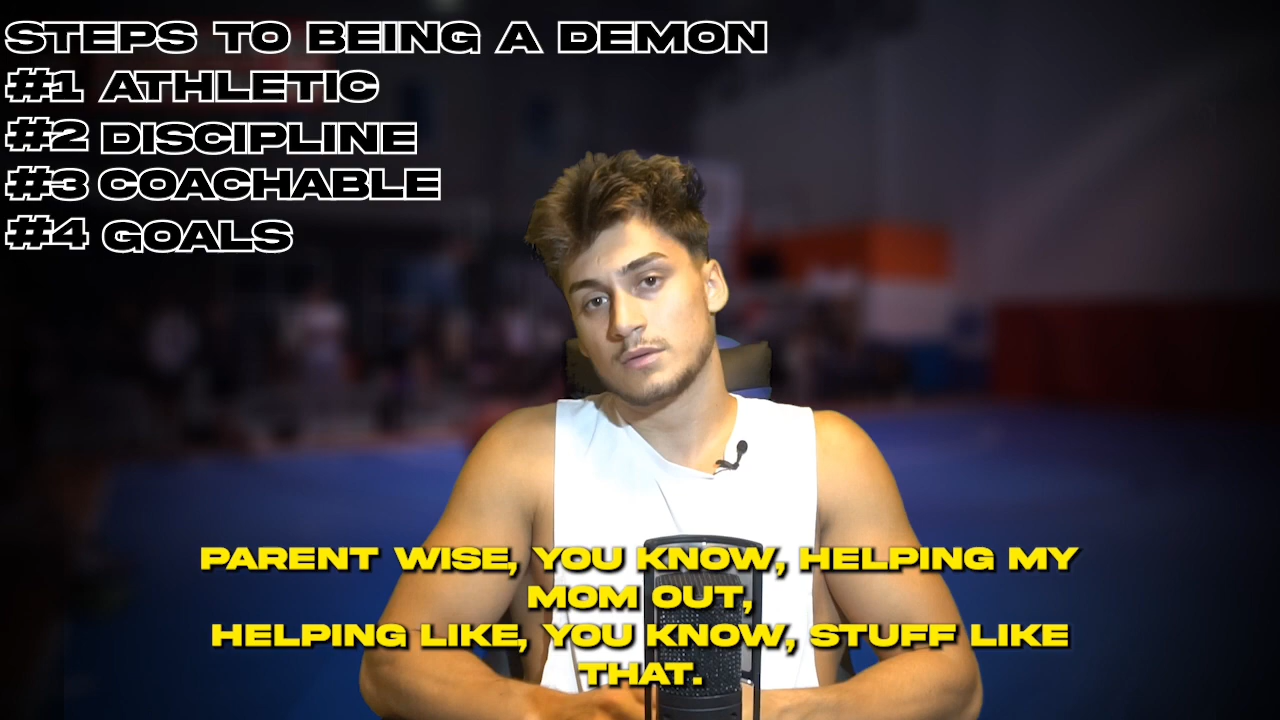 STEPS TO BEING A DEMON
#1 ATHLETIC
#2 DISCIPLINE
#3 COACHABLE
#4 GOALS
PARENT WISE, YOU KNOW, HELPING MY
MOM OUT,
HELPING LIKE, YOU KNOW, STUFF LIKE
THAT.